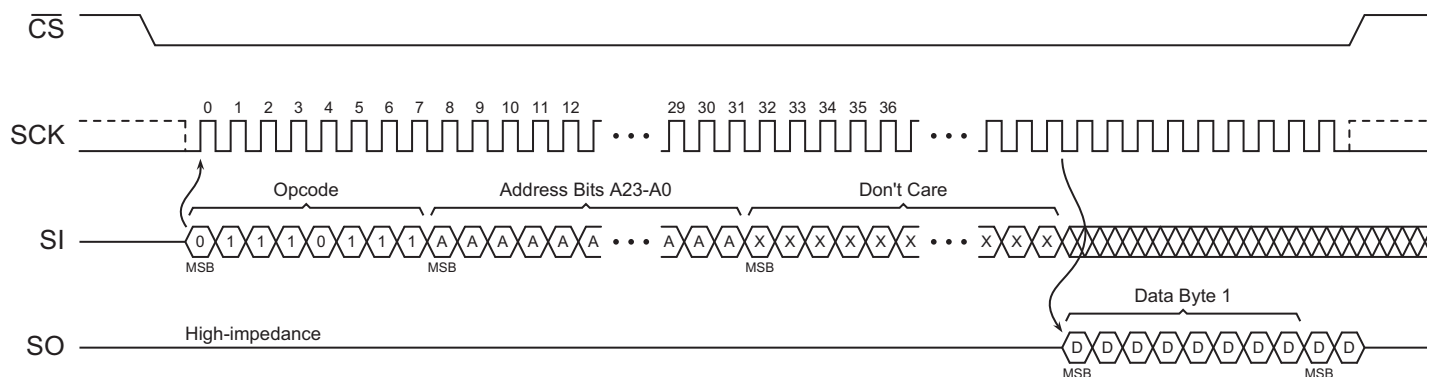 CS
0 1 2 3 4 5 6 7 8 9 10 11 12 29 30 31 32 33 34 35 36
SCK • • • • • •
Opcode Address Bits A23-A0 Don't Care
SI 0 1 1 1 0 1 1 1 A A A A A A • • • A A A X X X X X X • • • X X X
MSB MSB MSB
Data Byte 1
High-impedance
SO D D D D D D D D D D
MSB MSB